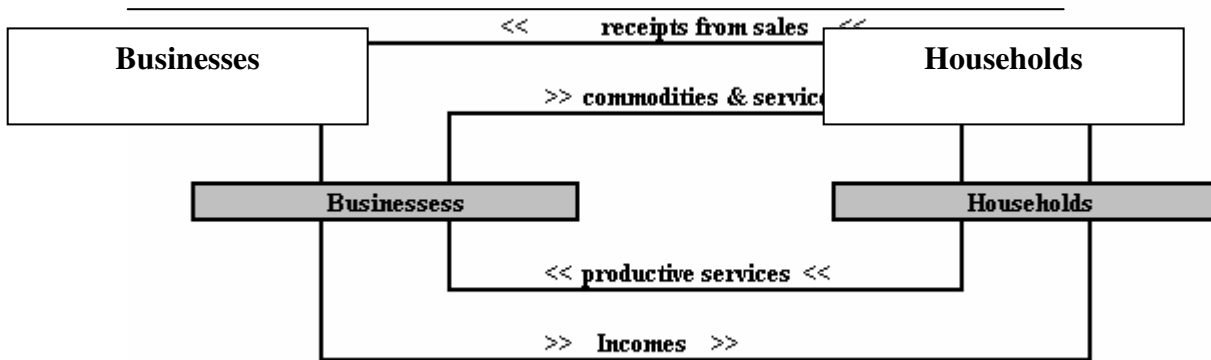 << receipts from sales <<
Businesses Households
>> commodities & service
Businessess Households
<< productive services <<
>> Incomes >>